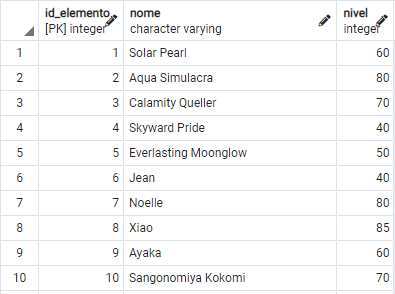 id_elemento nome nivel
[PK] integer character varying integer
1 1 Solar Pearl 60
2 2 Aqua Simulacra 80
3 3 Calamity Queller 70
4 4 Skyward Pride 40
5 5 Everlasting Moonglow 50
6 6 Jean 40
7 7 Noelle 80
8 8 Xiao 85
9 9 Ayaka 60
10 10 Sangonomiya Kokomi 70